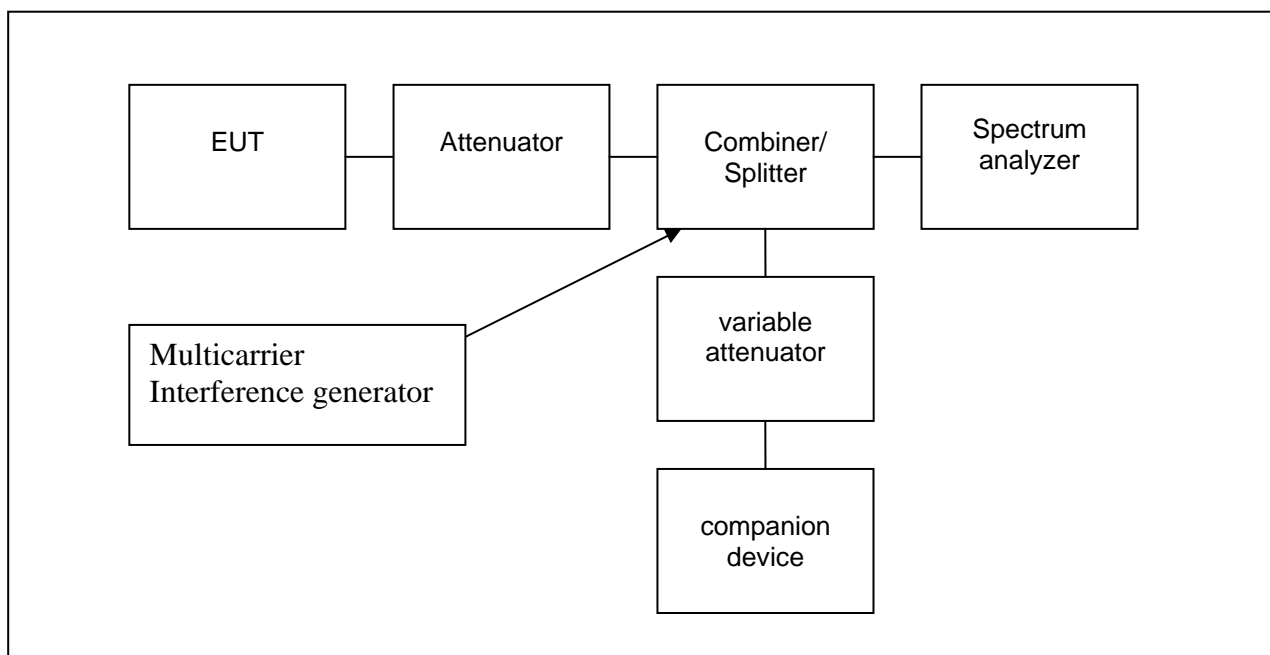 EUT
Attenuator
Combiner/
Splitter
Spectrum
analyzer
Multicarrier
Interference generator
variable
attenuator
companion
device